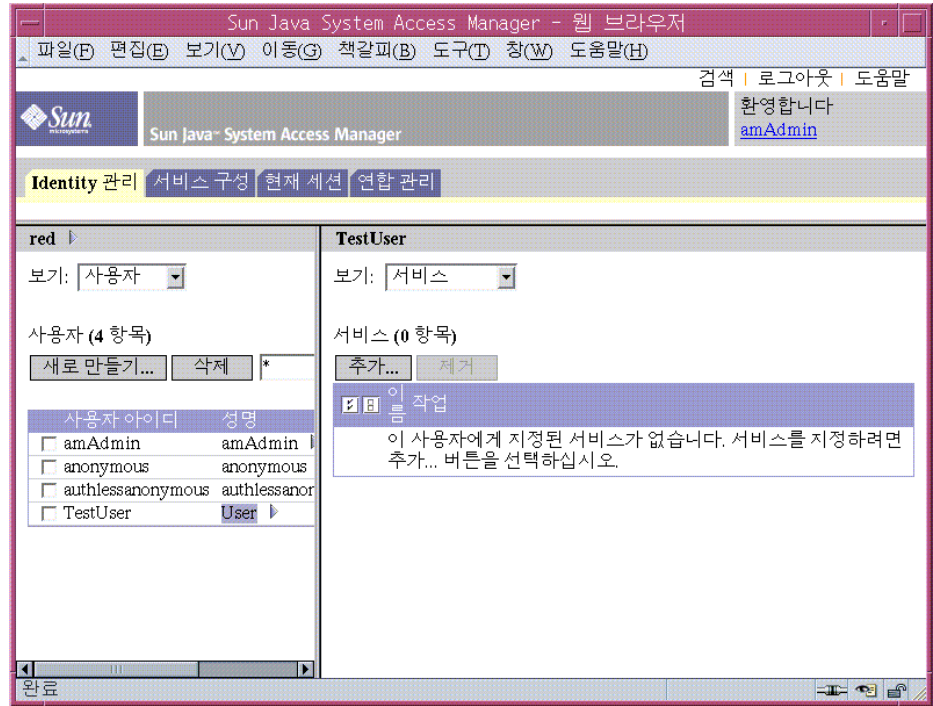 Sun Java System Access Manager - 웹 브라우저
파일(F) 편집(E) 보기(V) 이동(G) 책갈피(B) 도구(T) 창(W) 도움말(H)
검색 | 로그아웃 | 도움말
Sun
microsystems
Sun Java™ System Access Manager
환영합니다
amAdmin
Identity 관리 서비스 구성 현재 세션 연합 관리
red
보기: 사용자
사용자 (4 항목)
새로 만들기... 삭제 *
사용자 아이디 성명
amAdmin amAdmin
anonymous anonymous
authlessanonymous authlessanor
TestUser User
TestUser
보기: 서비스
서비스 (0 항목)
추가... 제거
이름 작업
이 사용자에게 지정된 서비스가 없습니다. 서비스를 지정하려면
추가... 버튼을 선택하십시오.
완료